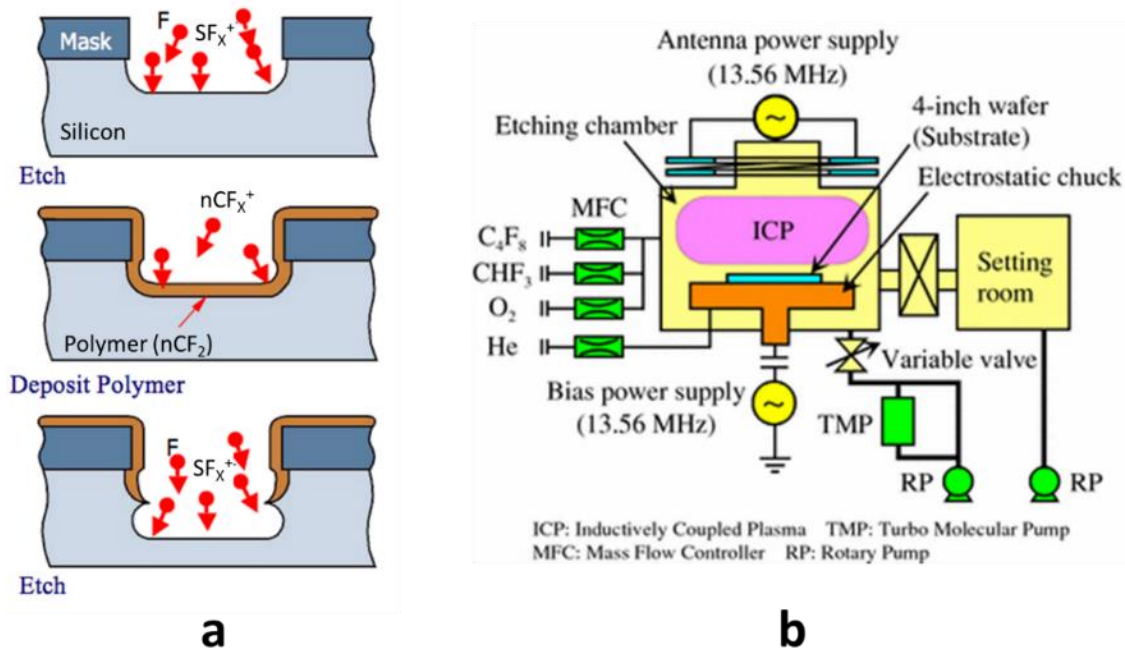 F
SFₓ⁺
Mask
Silicon
Etch
nCFₓ⁺
Polymer (nCF₂)
Deposit Polymer
F
SFₓ⁺
Etch
a
Antenna power supply
(13.56 MHz)
Etching chamber
4-inch wafer
(Substrate)
Electrostatic chuck
MFC
C₄F₈
CHF₃
O₂
He
ICP
Setting
room
Variable valve
Bias power supply
(13.56 MHz)
TMP
RP
RP
ICP: Inductively Coupled Plasma TMP: Turbo Molecular Pump
MFC: Mass Flow Controller RP: Rotary Pump
b